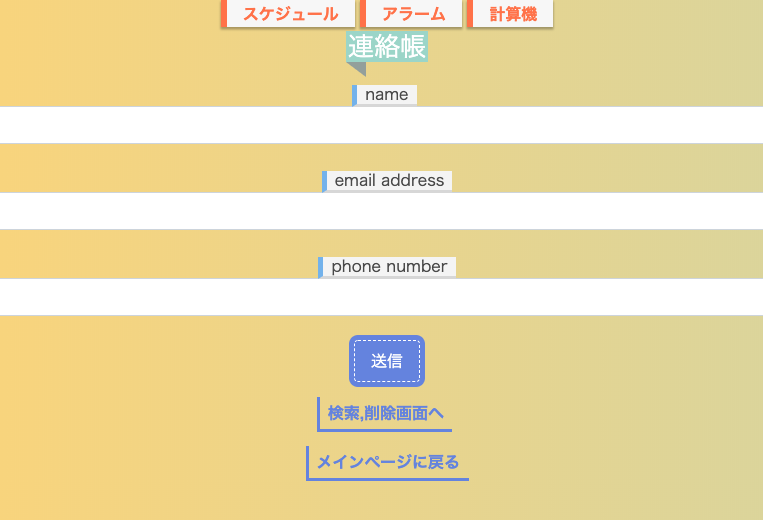 スケジュール アラーム 計算機
連絡帳
name
email address
phone number
送信
検索,削除画面へ
メインページに戻る